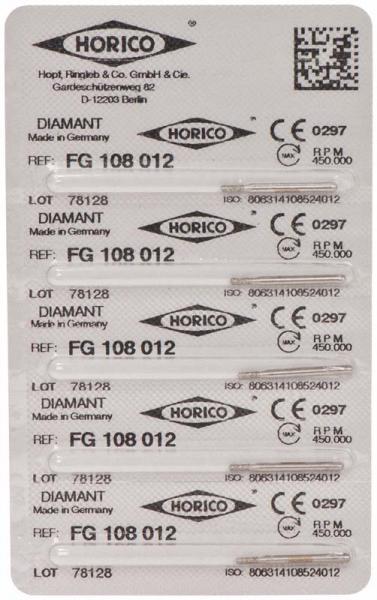 HORICO ®
Hopf, Ringleb & Co. GmbH & Cie.
Gardeschützenweg 82
D-12203 Berlin
DIAMANT HORICO ® CE 0297
Made in Germany MAX. RPM
REF: FG 108 012 450.000
LOT 78128 ISO: 806314108524012
DIAMANT HORICO ® CE 0297
Made in Germany MAX. RPM
REF: FG 108 012 450.000
LOT 78128 ISO: 806314108524012
DIAMANT HORICO ® CE 0297
Made in Germany MAX. RPM
REF: FG 108 012 450.000
LOT 78128 ISO: 806314108524012
DIAMANT HORICO ® CE 0297
Made in Germany MAX. RPM
REF: FG 108 012 450.000
LOT 78128 ISO: 806314108524012
DIAMANT HORICO ® CE 0297
Made in Germany MAX. RPM
REF: FG 108 012 450.000
LOT 78128 ISO: 806314108524012